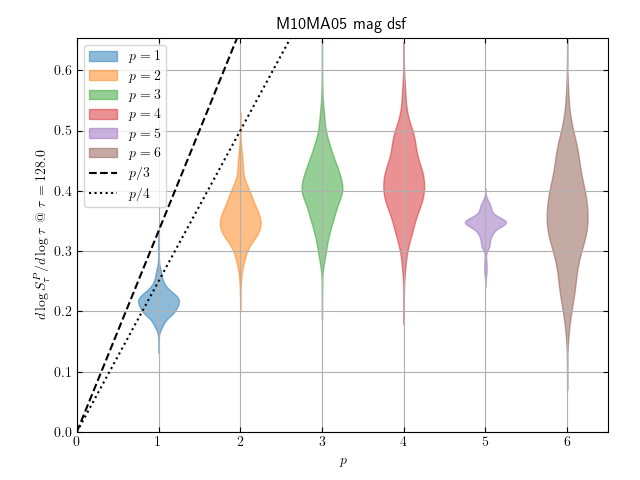 M10MA05 mag dsf
d log S_τ^P / d log τ @ τ = 128.0
0.6
0.5
0.4
0.3
0.2
0.1
0.0
p = 1
p = 2
p = 3
p = 4
p = 5
p = 6
p/3
p/4
0 1 2 3 4 5 6
p